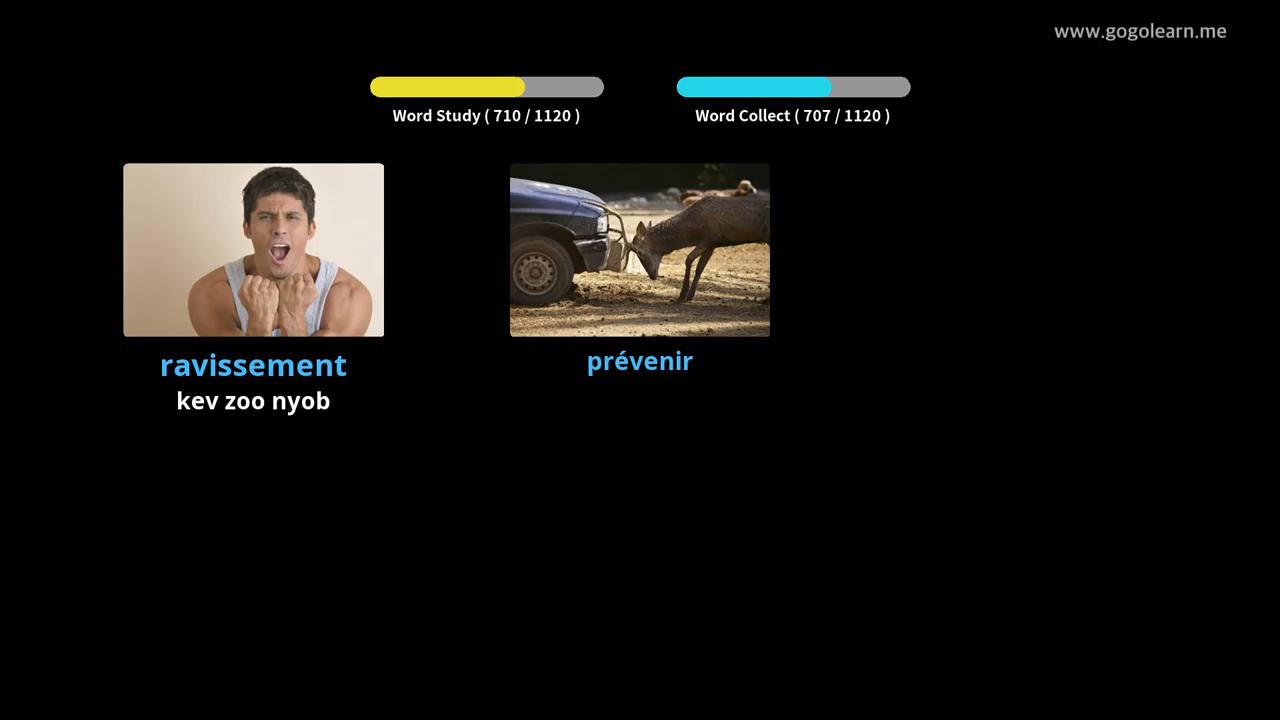 www.gogolearn.me
Word Study ( 710 / 1120 )
Word Collect ( 707 / 1120 )
ravissement
kev zoo nyob
prévenir